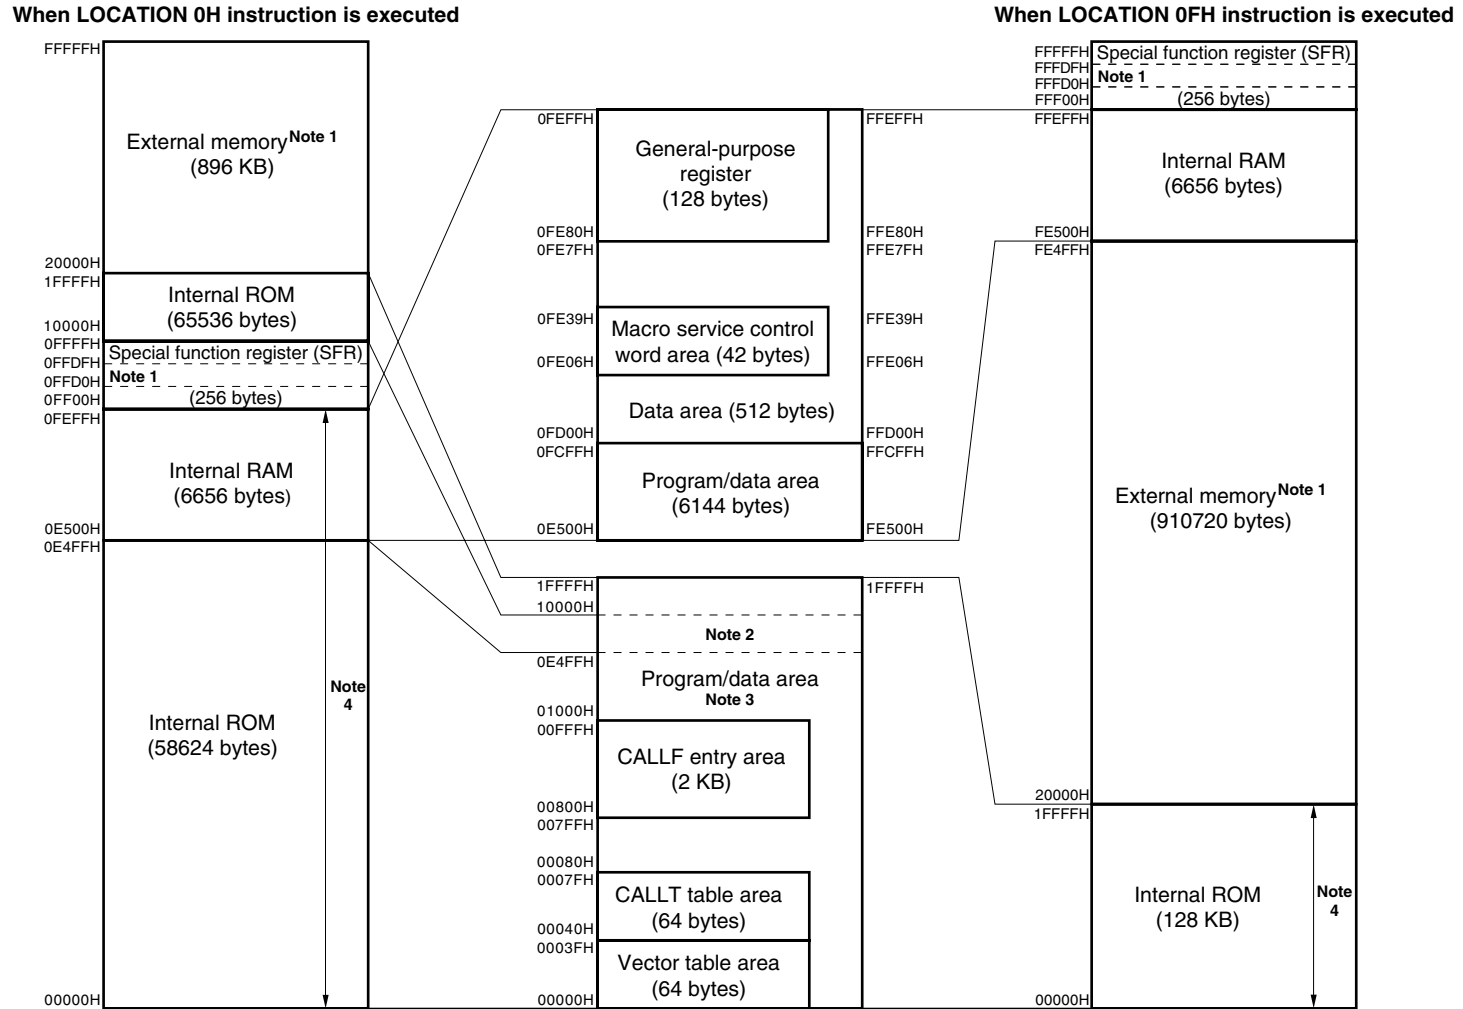 When LOCATION 0H instruction is executed
FFFFFH
External memory Note 1
(896 KB)
20000H
1FFFFH
Internal ROM
(65536 bytes)
10000H
0FFFFH
Special function register (SFR)
0FFDFH
Note 1
0FFD0H
0FF00H
(256 bytes)
0FEFFH
Internal RAM
(6656 bytes)
0E500H
0E4FFH
Note
4
Internal ROM
(58624 bytes)
00000H
0FEFFH
FFEFFH
General-purpose
register
(128 bytes)
0FE80H
FFE80H
0FE7FH
FFE7FH
0FE39H
FFE39H
Macro service control
word area (42 bytes)
0FE06H
FFE06H
Data area (512 bytes)
0FD00H
FFD00H
0FCFFH
FFCFFH
Program/data area
(6144 bytes)
0E500H
FE500H
1FFFFH
1FFFFH
10000H
Note 2
0E4FFH
Program/data area
Note 3
01000H
00FFFH
CALLF entry area
(2 KB)
00800H
007FFH
00080H
0007FH
CALLT table area
(64 bytes)
00040H
0003FH
Vector table area
(64 bytes)
00000H
When LOCATION 0FH instruction is executed
FFFFFH
Special function register (SFR)
FFFDFH
Note 1
FFFD0H
FFF00H
(256 bytes)
FFEFFH
Internal RAM
(6656 bytes)
FE500H
FE4FFH
External memory Note 1
(910720 bytes)
20000H
1FFFFH
Internal ROM
(128 KB)
Note
4
00000H